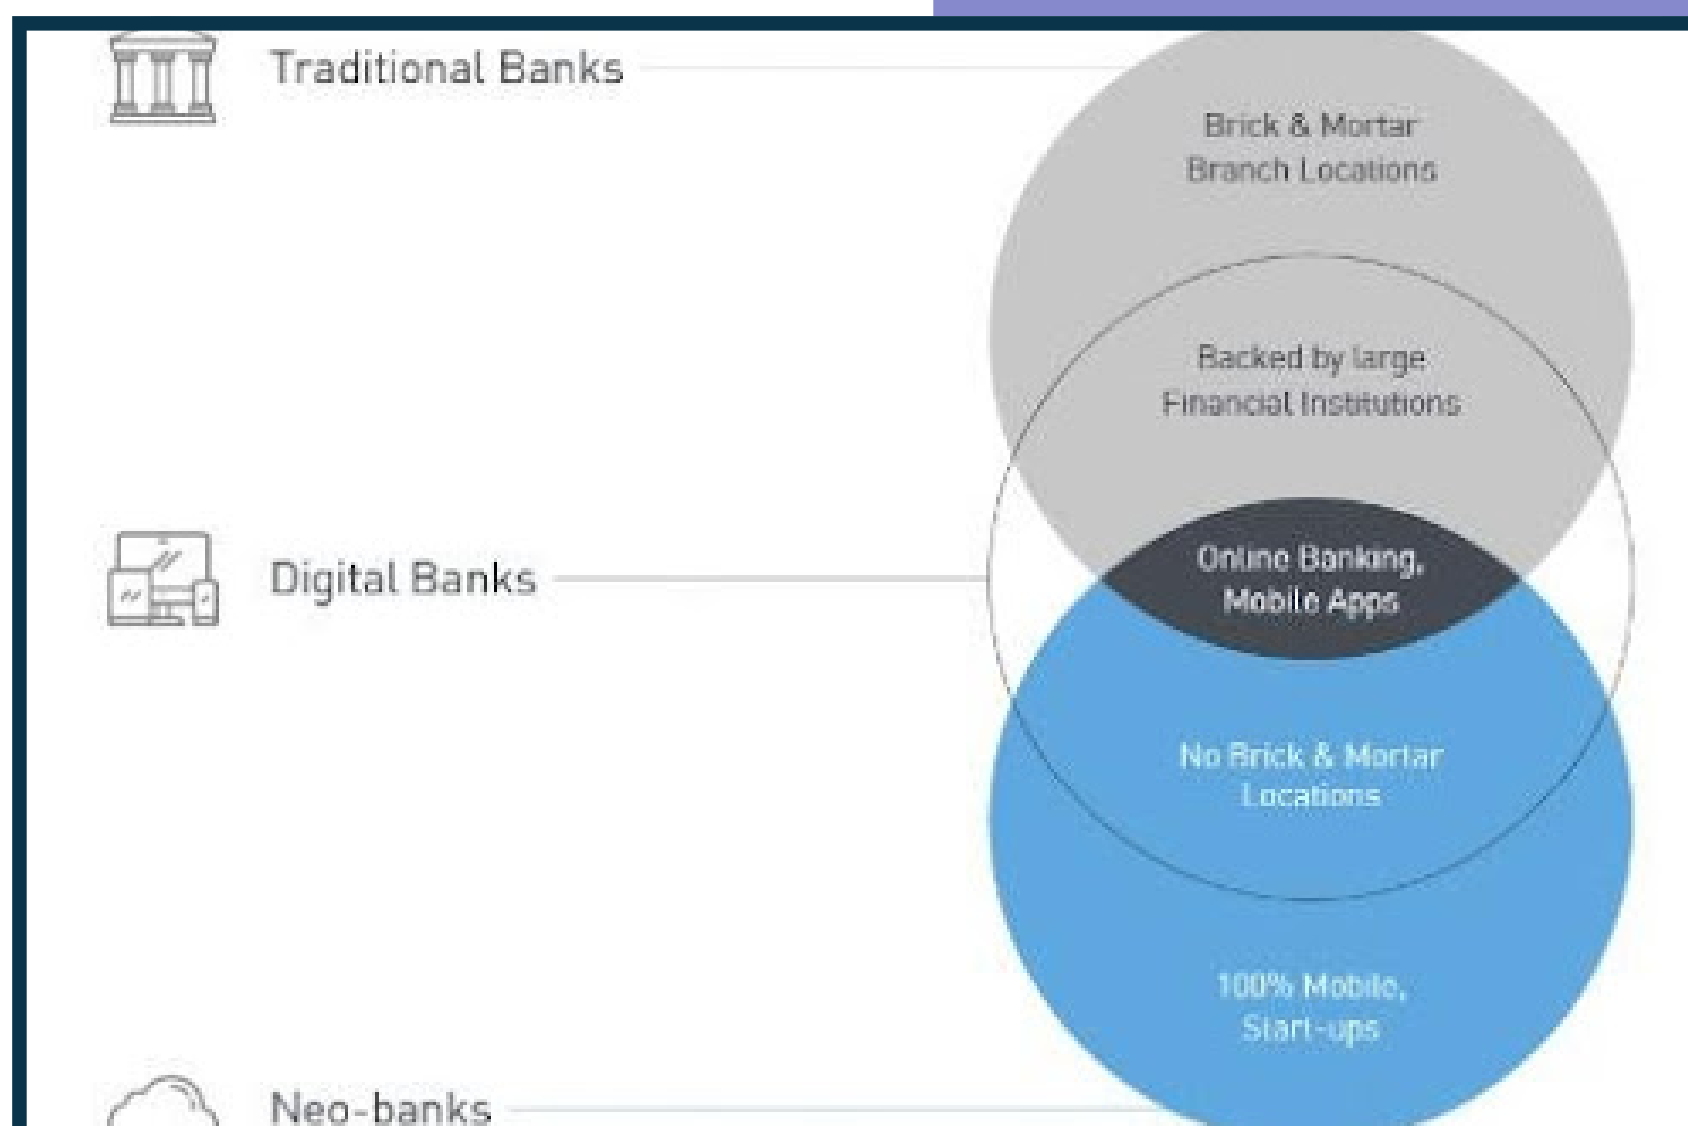 Traditional Banks
Brick & Mortar
Branch Locations
Backed by large
Financial Institutions
Digital Banks
Online Banking,
Mobile Apps
No Brick & Mortar
Locations
100% Mobile,
Start-ups
Neo-banks